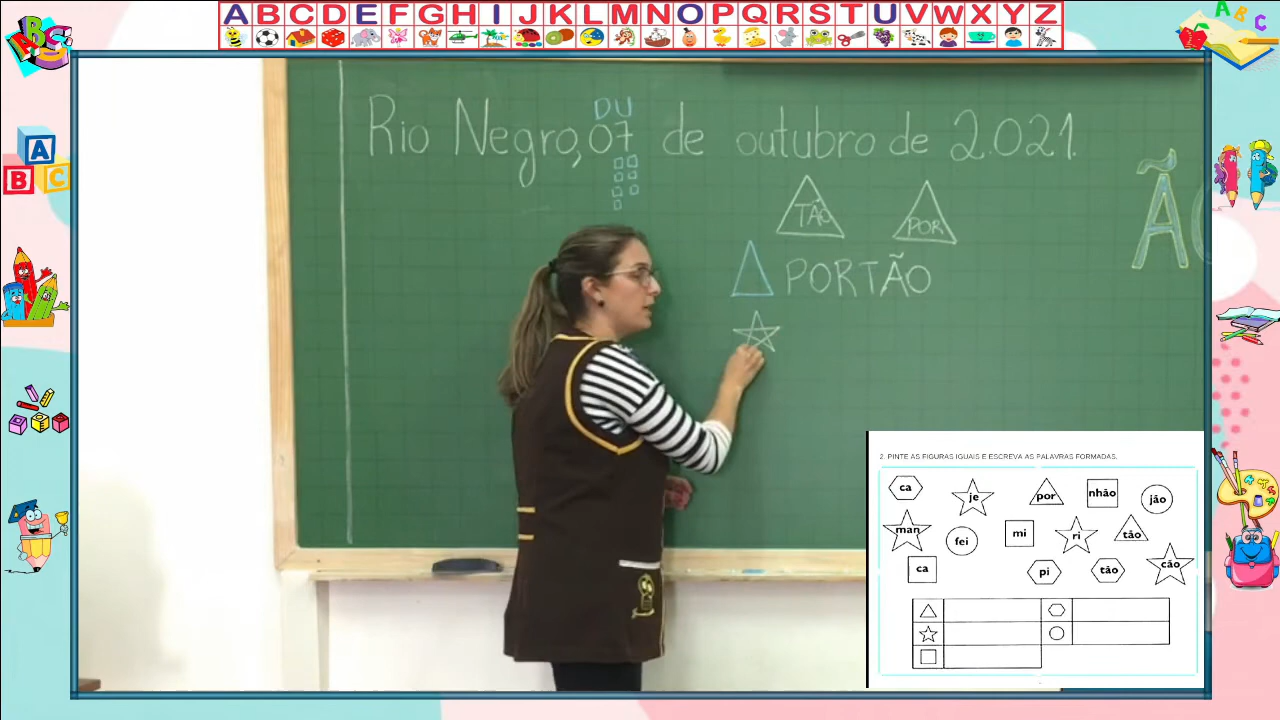 A B C D E F G H I J K L M N O P Q R S T U V W X Y Z
ABC
A B C
A
B C
DU
Rio Negro, 07 de outubro de 2.021.
TÃO POR
PORTÃO
Ã
2. PINTE AS FIGURAS IGUAIS E ESCREVA AS PALAVRAS FORMADAS.
ca je por nhão jão
man fei mi ri tão
ca pi tão cão